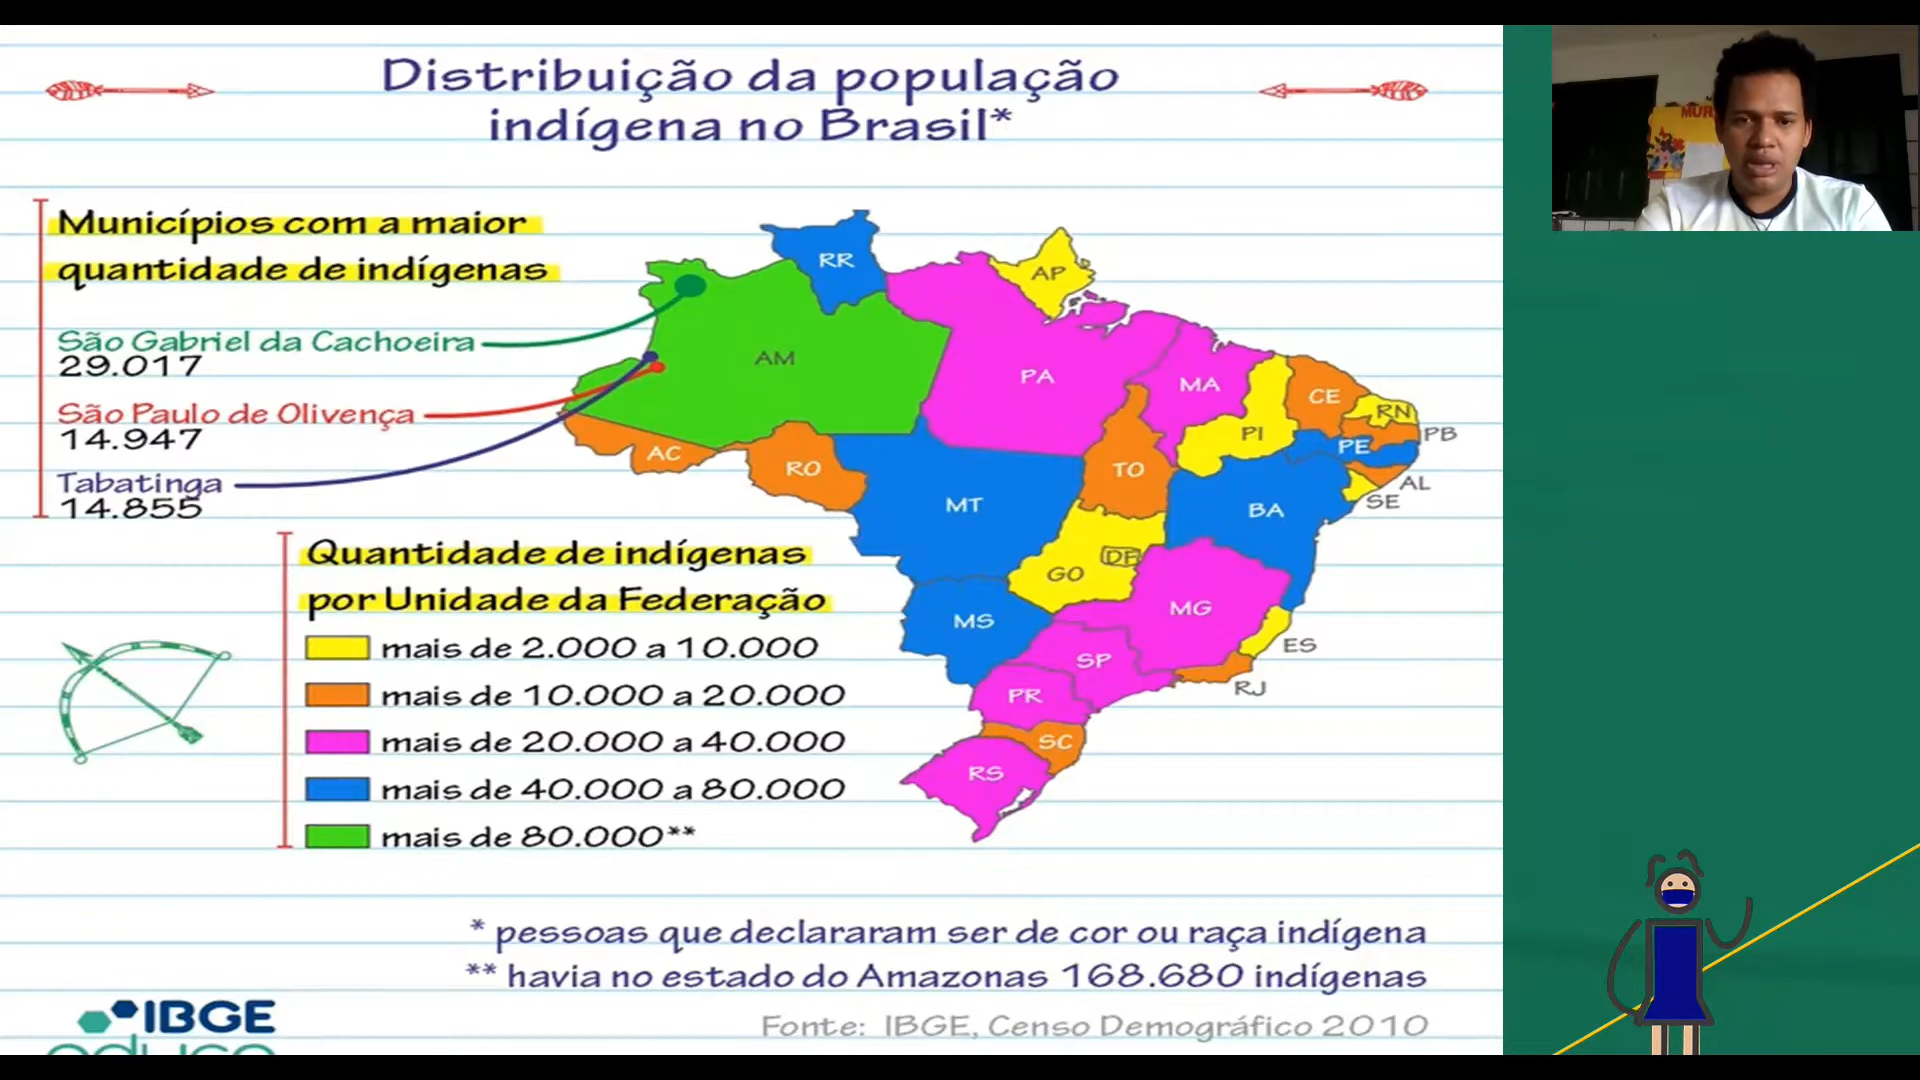 Distribuição da população
indígena no Brasil*
Municípios com a maior
quantidade de indígenas
São Gabriel da Cachoeira
29.017
São Paulo de Olivença
14.947
Tabatinga
14.855
Quantidade de indígenas
por Unidade da Federação
mais de 2.000 a 10.000
mais de 10.000 a 20.000
mais de 20.000 a 40.000
mais de 40.000 a 80.000
mais de 80.000**
RR
AP
AM
PA
MA
CE
RN
PI
PE
PB
AC
RO
TO
AL
SE
MT
BA
DF
GO
MS
MG
ES
SP
RJ
PR
SC
RS
* pessoas que declararam ser de cor ou raça indígena
** havia no estado do Amazonas 168.680 indígenas
Fonte: IBGE, Censo Demográfico 2010
IBGE
educa
MUR